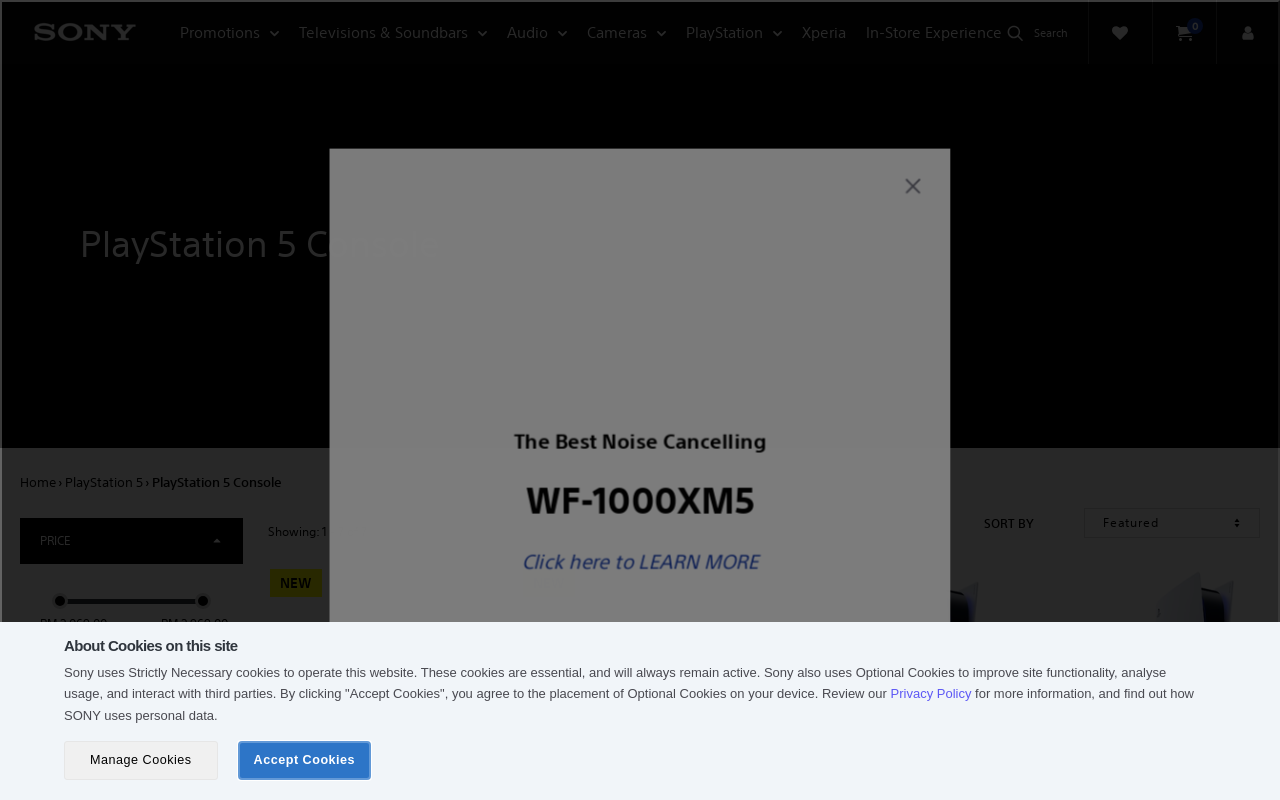 SONY
Promotions
Televisions & Soundbars
Audio
Cameras
PlayStation
Xperia
In-Store Experience
Search
0
PlayStation 5 C
The Best Noise Cancelling
WF-1000XM5
Click here to LEARN MORE
Home › PlayStation 5 › PlayStation 5 Console
PRICE
Showing: 1
SORT BY
Featured
NEW
About Cookies on this site
Sony uses Strictly Necessary cookies to operate this website. These cookies are essential, and will always remain active. Sony also uses Optional Cookies to improve site functionality, analyse
usage, and interact with third parties. By clicking "Accept Cookies", you agree to the placement of Optional Cookies on your device. Review our Privacy Policy for more information, and find out how
SONY uses personal data.
Manage Cookies
Accept Cookies